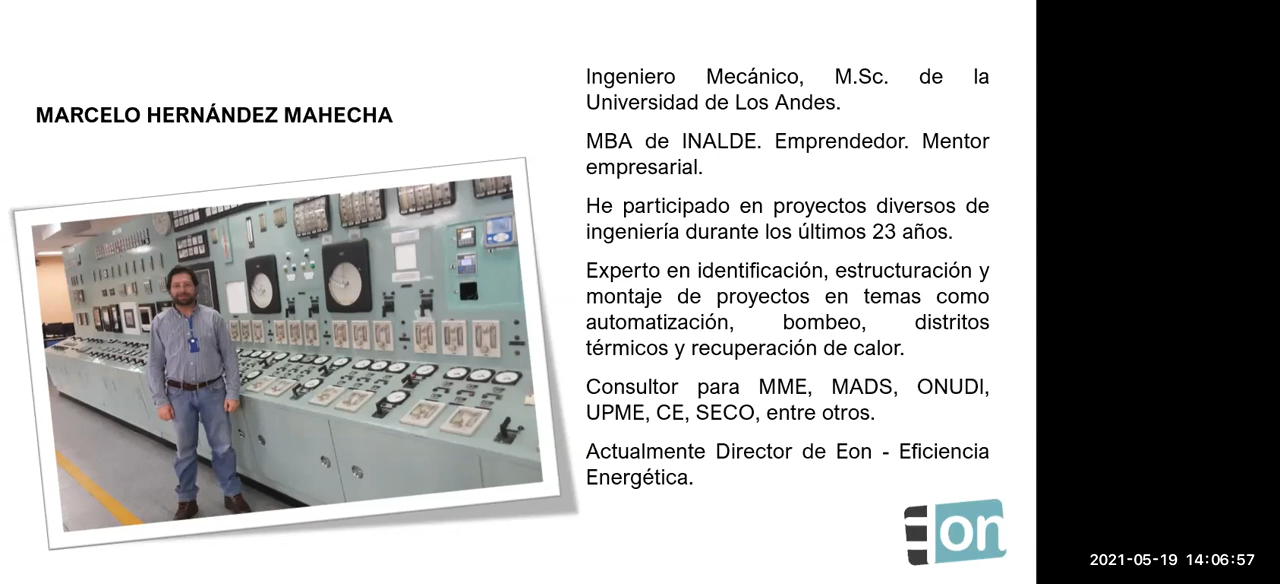 MARCELO HERNÁNDEZ MAHECHA
Ingeniero Mecánico, M.Sc. de la
Universidad de Los Andes.
MBA de INALDE. Emprendedor. Mentor
empresarial.
He participado en proyectos diversos de
ingeniería durante los últimos 23 años.
Experto en identificación, estructuración y
montaje de proyectos en temas como
automatización, bombeo, distritos
térmicos y recuperación de calor.
Consultor para MME, MADS, ONUDI,
UPME, CE, SECO, entre otros.
Actualmente Director de Eon - Eficiencia
Energética.
Eon
2021-05-19 14:06:57